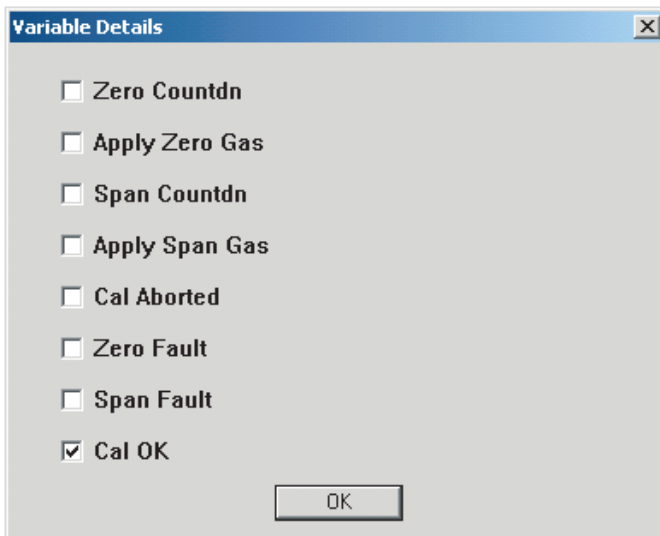 Variable Details
Zero Countdn
Apply Zero Gas
Span Countdn
Apply Span Gas
Cal Aborted
Zero Fault
Span Fault
Cal OK
OK